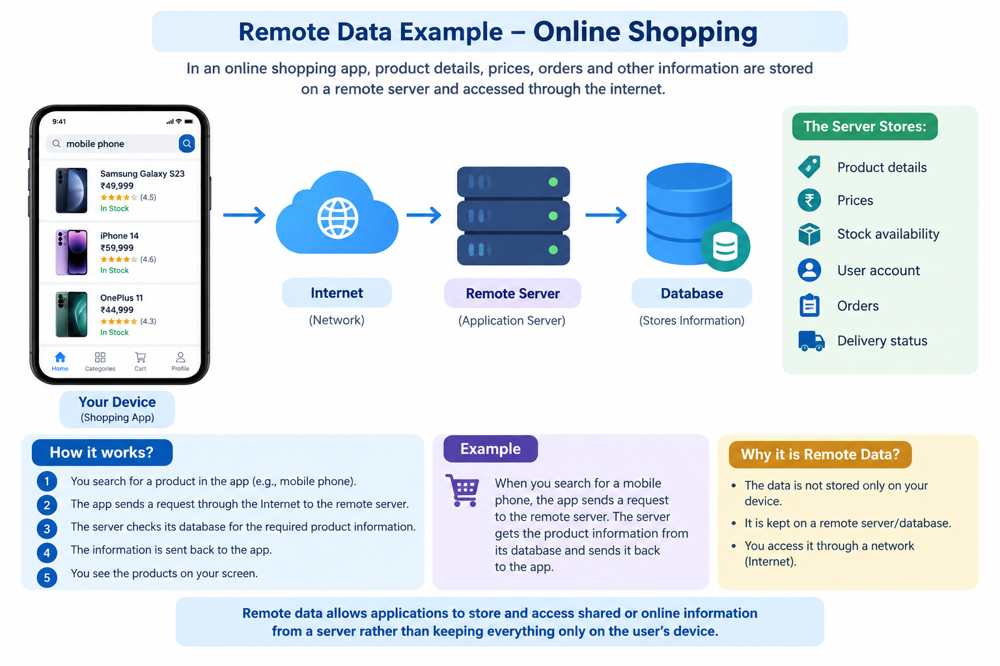 Remote Data Example – Online Shopping
In an online shopping app, product details, prices, orders and other information are stored
on a remote server and accessed through the internet.
9:41
mobile phone
Samsung Galaxy S23
₹49,999
(4.5)
In Stock
iPhone 14
₹59,999
(4.6)
In Stock
OnePlus 11
₹44,999
(4.3)
In Stock
Home
Categories
Cart
Profile
Your Device
(Shopping App)
Internet
(Network)
Remote Server
(Application Server)
Database
(Stores Information)
The Server Stores:
Product details
₹
Prices
Stock availability
User account
Orders
Delivery status
How it works?
1 You search for a product in the app (e.g., mobile phone).
2 The app sends a request through the Internet to the remote server.
3 The server checks its database for the required product information.
4 The information is sent back to the app.
5 You see the products on your screen.
Example
When you search for a mobile
phone, the app sends a request
to the remote server. The server
gets the product information from
its database and sends it back
to the app.
Why it is Remote Data?
• The data is not stored only on your
device.
• It is kept on a remote server/database.
• You access it through a network
(Internet).
Remote data allows applications to store and access shared or online information
from a server rather than keeping everything only on the user's device.